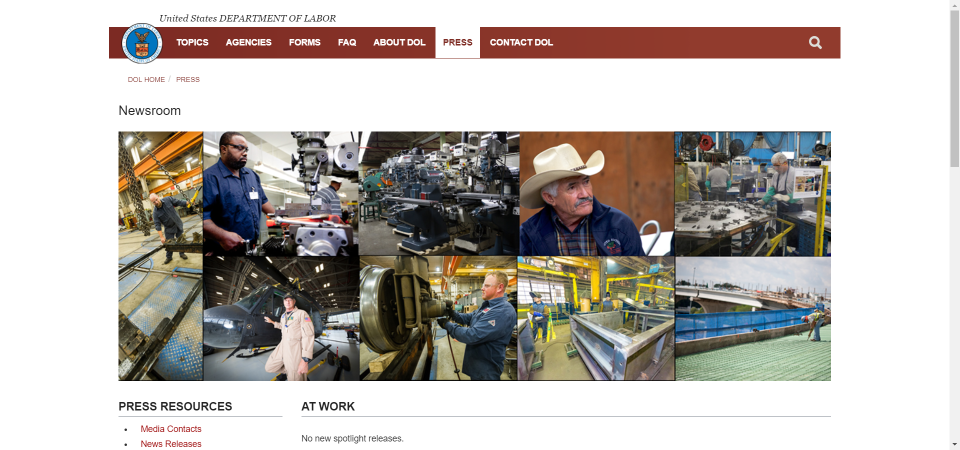 United States DEPARTMENT OF LABOR
TOPICS AGENCIES FORMS FAQ ABOUT DOL PRESS CONTACT DOL
DOL HOME / PRESS
Newsroom
PRESS RESOURCES
Media Contacts
News Releases
AT WORK
No new spotlight releases.